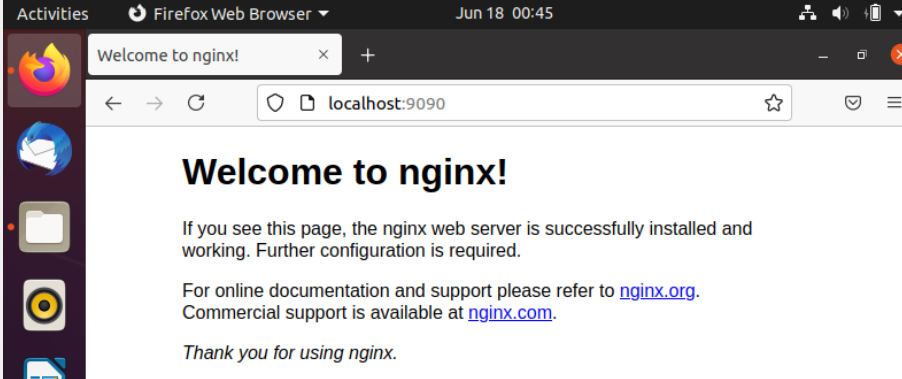 Activities Firefox Web Browser Jun 18 00:45
Welcome to nginx!
localhost:9090
Welcome to nginx!
If you see this page, the nginx web server is successfully installed and
working. Further configuration is required.
For online documentation and support please refer to nginx.org.
Commercial support is available at nginx.com.
Thank you for using nginx.